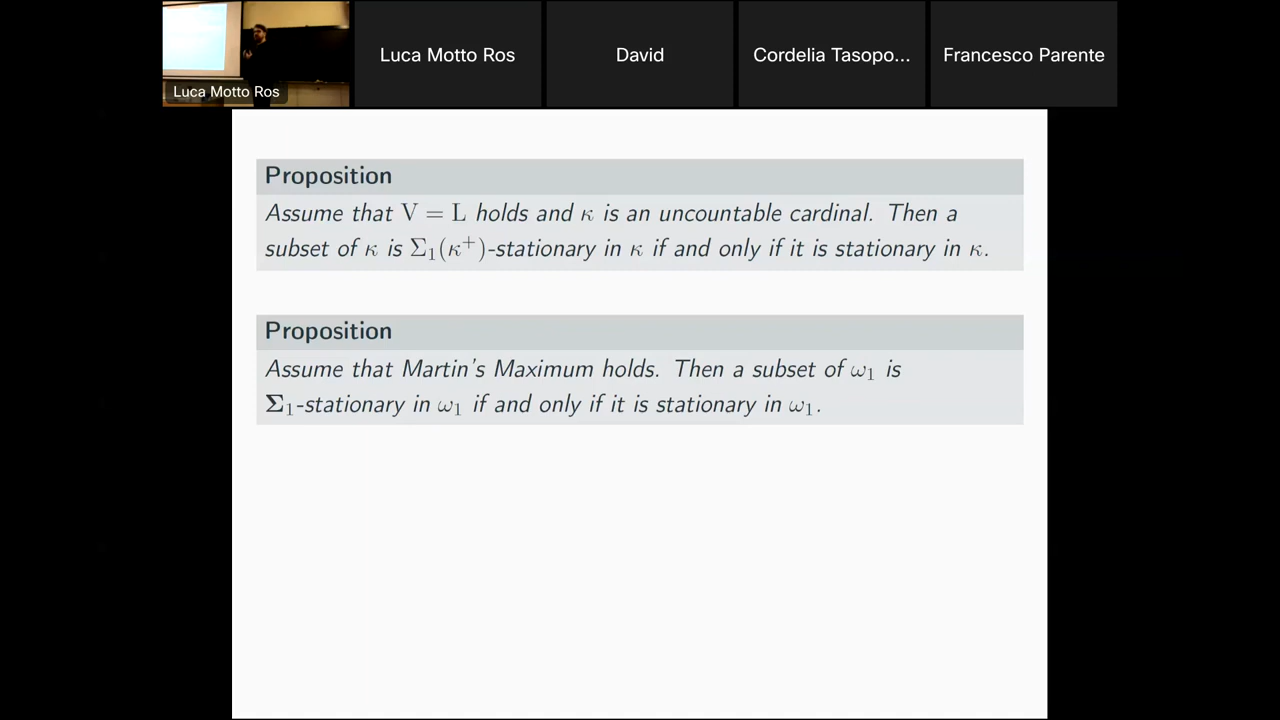 Luca Motto Ros
Luca Motto Ros
David
Cordelia Tasopo...
Francesco Parente
Proposition
Assume that V = L holds and κ is an uncountable cardinal. Then a
subset of κ is Σ₁(κ⁺)-stationary in κ if and only if it is stationary in κ.
Proposition
Assume that Martin's Maximum holds. Then a subset of ω₁ is
𝚺₁-stationary in ω₁ if and only if it is stationary in ω₁.